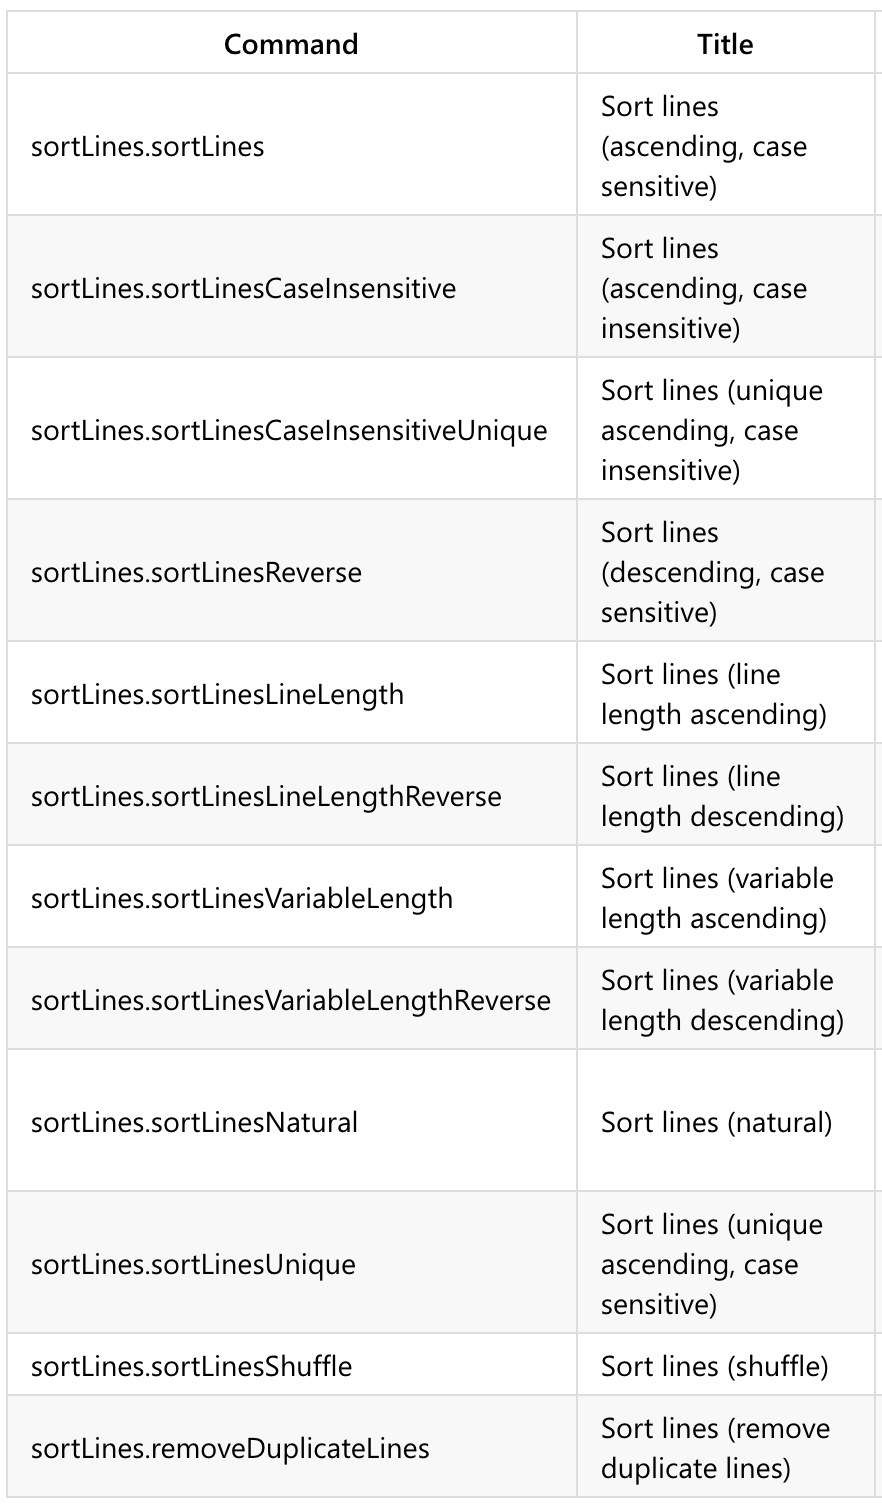 Command Title
sortLines.sortLines
Sort lines
(ascending, case
sensitive)
sortLines.sortLinesCaseInsensitive
Sort lines
(ascending, case
insensitive)
sortLines.sortLinesCaseInsensitiveUnique
Sort lines (unique
ascending, case
insensitive)
sortLines.sortLinesReverse
Sort lines
(descending, case
sensitive)
sortLines.sortLinesLineLength
Sort lines (line
length ascending)
sortLines.sortLinesLineLengthReverse
Sort lines (line
length descending)
sortLines.sortLinesVariableLength
Sort lines (variable
length ascending)
sortLines.sortLinesVariableLengthReverse
Sort lines (variable
length descending)
sortLines.sortLinesNatural
Sort lines (natural)
sortLines.sortLinesUnique
Sort lines (unique
ascending, case
sensitive)
sortLines.sortLinesShuffle
Sort lines (shuffle)
sortLines.removeDuplicateLines
Sort lines (remove
duplicate lines)